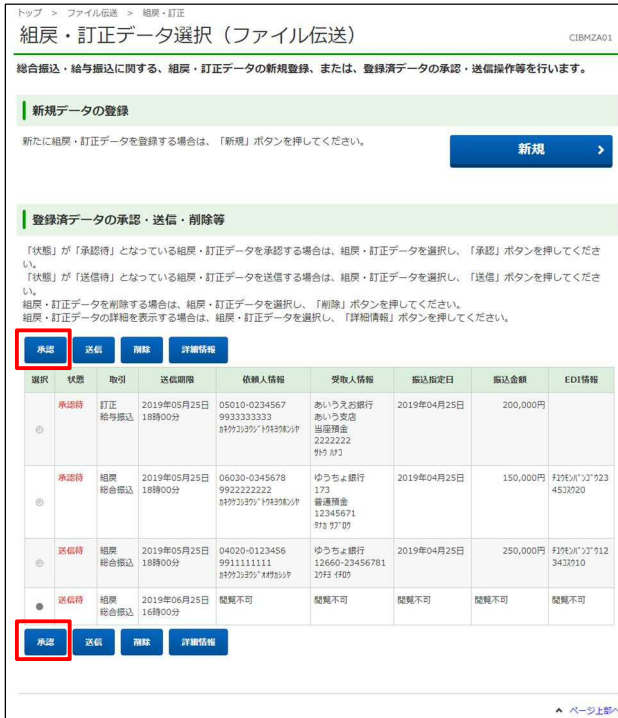 トップ > ファイル伝送 > 組戻・訂正
組戻・訂正データ選択（ファイル伝送）
CIBMZA01
総合振込・給与振込に関する、組戻・訂正データの新規登録、または、登録済データの承認・送信操作等を行います。
新規データの登録
新たに組戻・訂正データを登録する場合は、「新規」ボタンを押してください。
新規
登録済データの承認・送信・削除等
「状態」が「承認待」となっている組戻・訂正データを承認する場合は、組戻・訂正データを選択し、「承認」ボタンを押してくださ
い。
「状態」が「送信待」となっている組戻・訂正データを送信する場合は、組戻・訂正データを選択し、「送信」ボタンを押してくださ
い。
組戻・訂正データを削除する場合は、組戻・訂正データを選択し、「削除」ボタンを押してください。
組戻・訂正データの詳細を表示する場合は、組戻・訂正データを選択し、「詳細情報」ボタンを押してください。
承認 送信 削除 詳細情報
選択 状態 取引 送信期限 依頼人情報 受取人情報 振込指定日 振込金額 EDI情報
承認待 訂正 2019年05月25日 05010-0234567 あいうえお銀行 2019年04月25日 200,000円
給与振込 18時00分 9933333333 あいう支店
当座預金
2222222
ｻﾄｳ ﾊﾅｺ
承認待 組戻 2019年05月25日 06030-0345678 ゆうちょ銀行 2019年04月25日 150,000円
総合振込 18時00分 9922222222 173
普通預金
12345671
送信待 組戻 2019年05月25日 04020-0123456 ゆうちょ銀行 2019年04月25日 250,000円
総合振込 18時00分 9911111111 12660-23456781
送信待 組戻 2019年06月25日 閲覧不可 閲覧不可 閲覧不可 閲覧不可 閲覧不可
総合振込 16時00分
承認 送信 削除 詳細情報
ページ上部へ